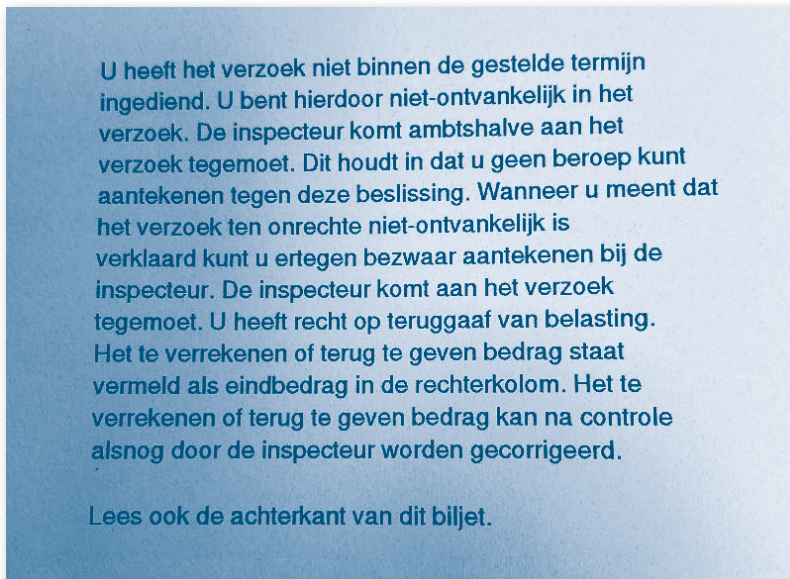 U heeft het verzoek niet binnen de gestelde termijn
ingediend. U bent hierdoor niet-ontvankelijk in het
verzoek. De inspecteur komt ambtshalve aan het
verzoek tegemoet. Dit houdt in dat u geen beroep kunt
aantekenen tegen deze beslissing. Wanneer u meent dat
het verzoek ten onrechte niet-ontvankelijk is
verklaard kunt u ertegen bezwaar aantekenen bij de
inspecteur. De inspecteur komt aan het verzoek
tegemoet. U heeft recht op teruggaaf van belasting.
Het te verrekenen of terug te geven bedrag staat
vermeld als eindbedrag in de rechterkolom. Het te
verrekenen of terug te geven bedrag kan na controle
alsnog door de inspecteur worden gecorrigeerd.
Lees ook de achterkant van dit biljet.